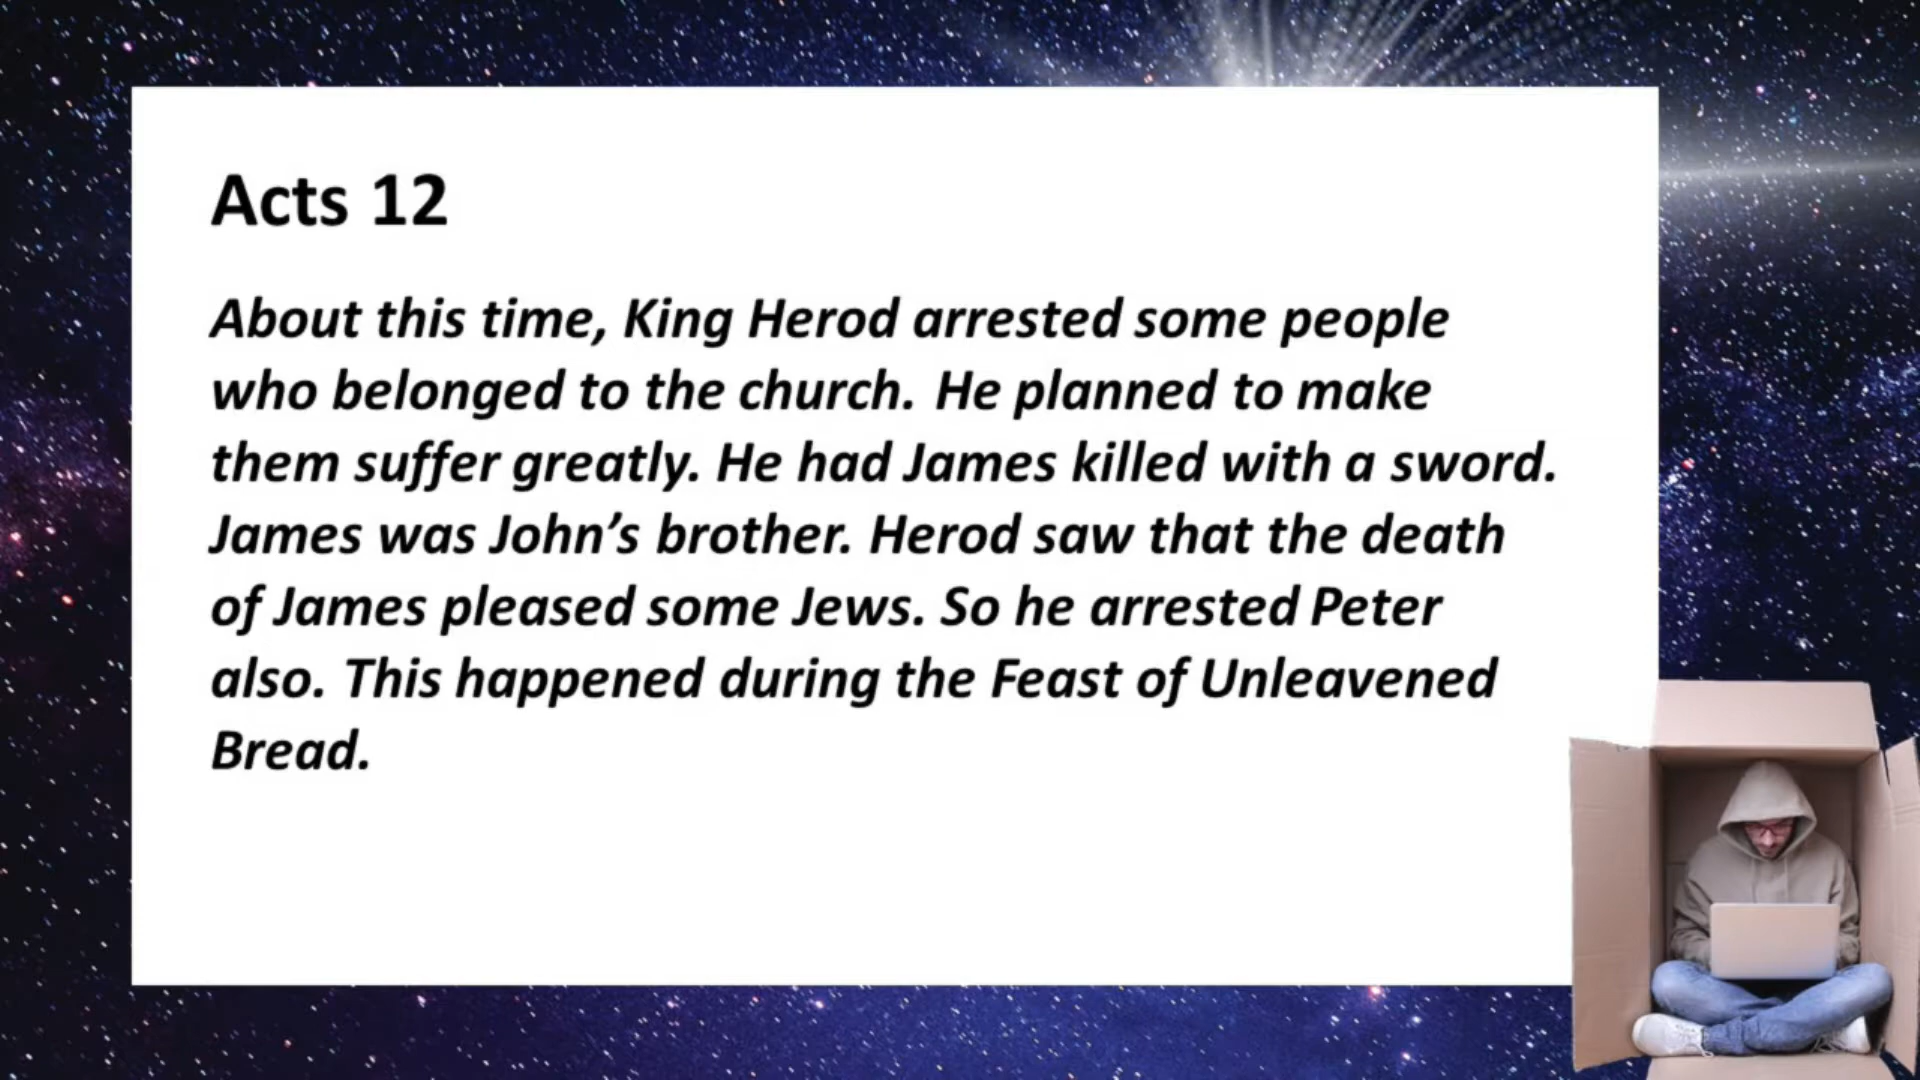 Acts 12
About this time, King Herod arrested some people
who belonged to the church. He planned to make
them suffer greatly. He had James killed with a sword.
James was John’s brother. Herod saw that the death
of James pleased some Jews. So he arrested Peter
also. This happened during the Feast of Unleavened
Bread.